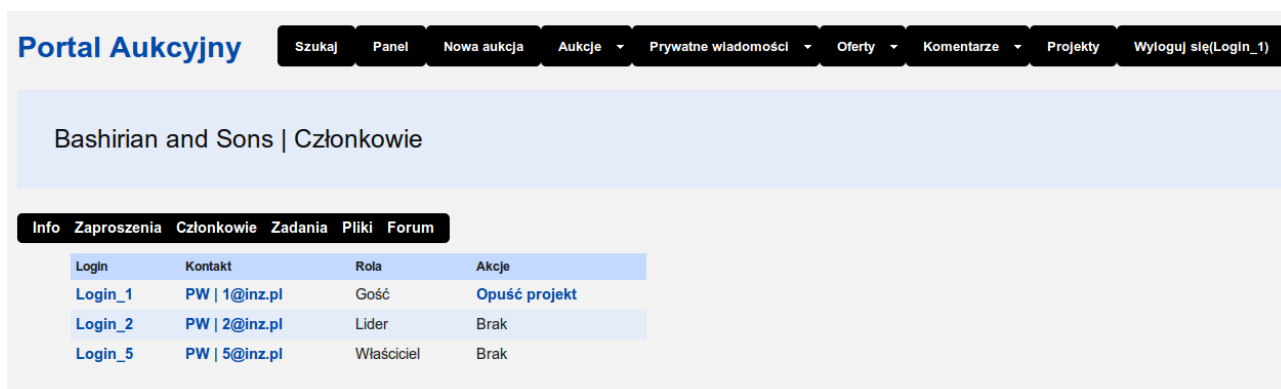 Portal Aukcyjny Szukaj Panel Nowa aukcja Aukcje Prywatne wiadomości Oferty Komentarze Projekty Wyloguj się(Login_1)
Bashirian and Sons | Członkowie
Info Zaproszenia Członkowie Zadania Pliki Forum
Login Kontakt Rola Akcje
Login_1 PW | 1@inz.pl Gość Opuść projekt
Login_2 PW | 2@inz.pl Lider Brak
Login_5 PW | 5@inz.pl Właściciel Brak